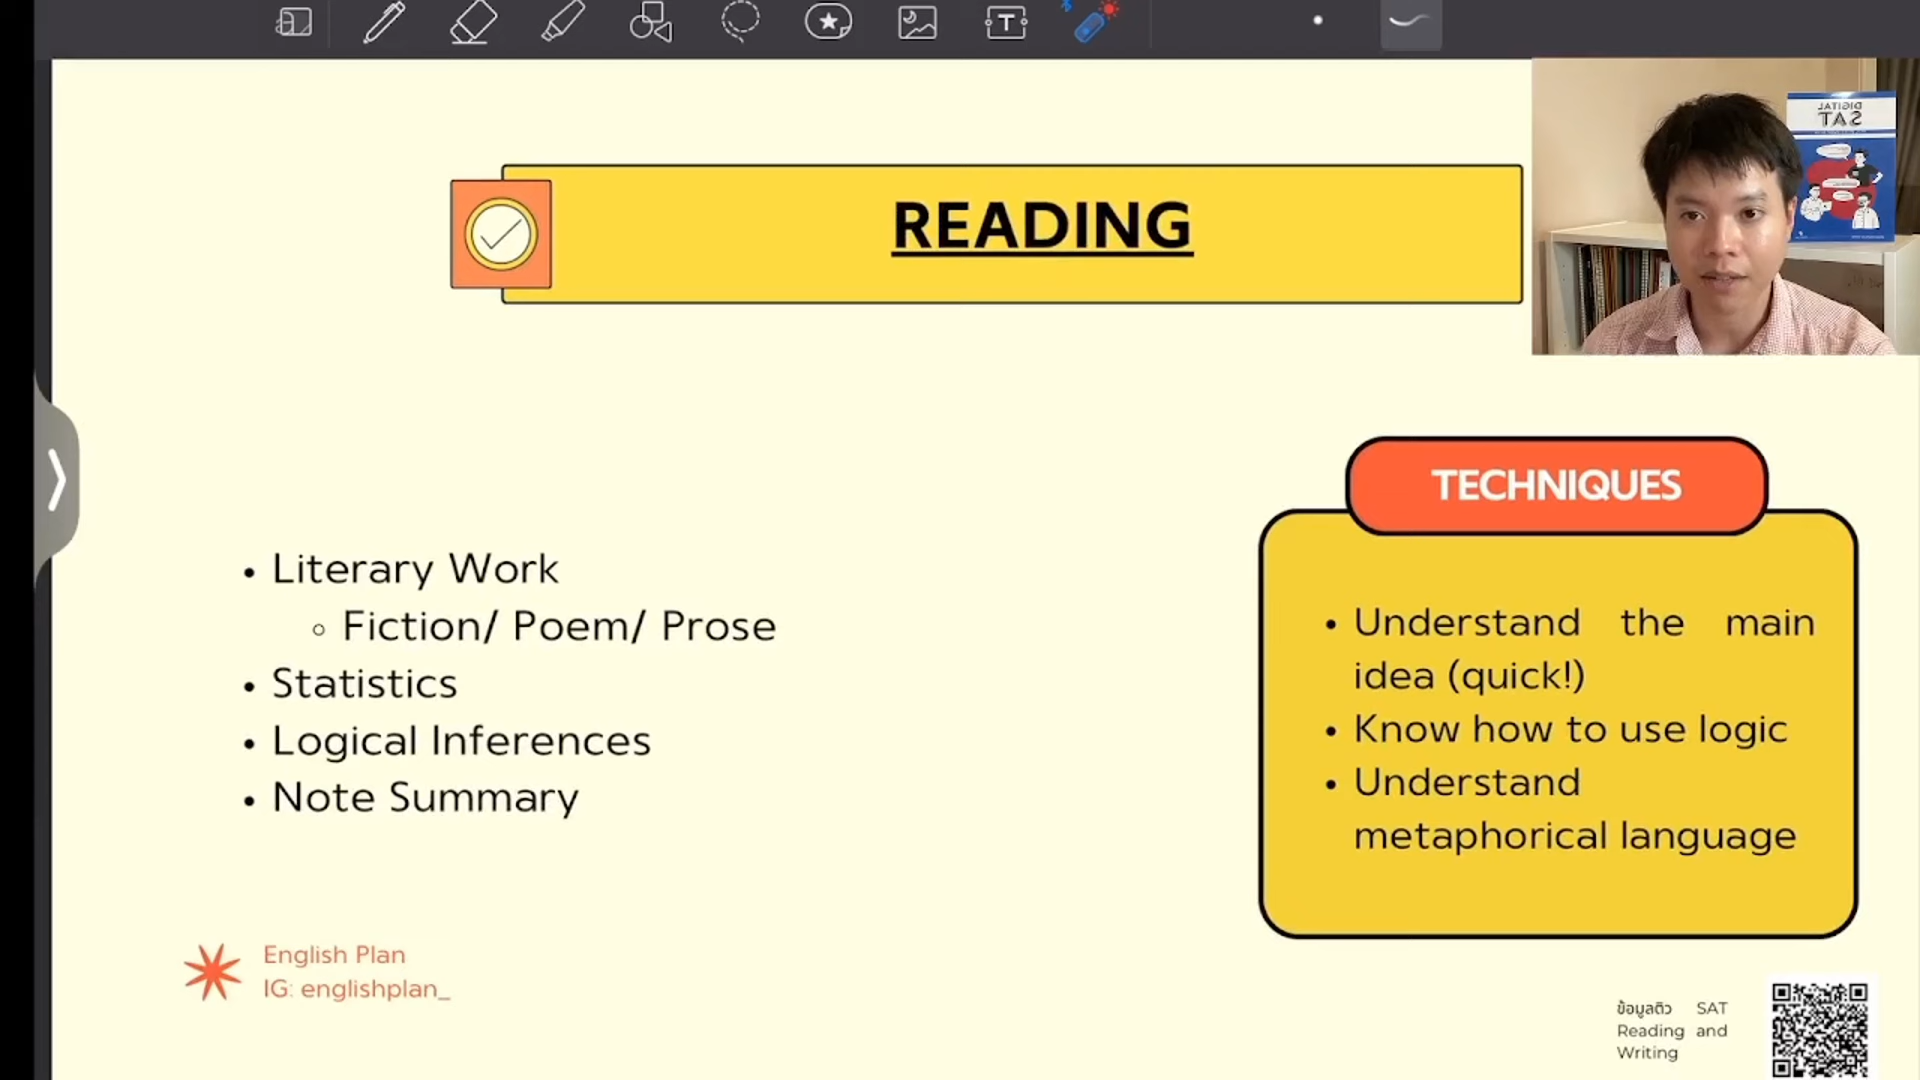 DIGITAL
SAT
READING
TECHNIQUES
• Literary Work
◦ Fiction/ Poem/ Prose
• Statistics
• Logical Inferences
• Note Summary
• Understand the main
idea (quick!)
• Know how to use logic
• Understand
metaphorical language
English Plan
IG: englishplan_
ข้อมูลติว SAT
Reading and
Writing